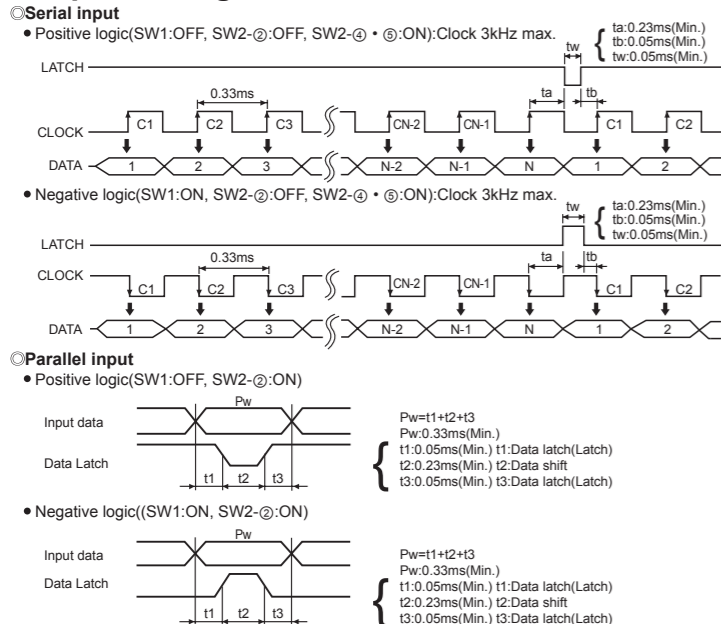 ◎Serial input
● Positive logic(SW1:OFF, SW2-②:OFF, SW2-④・⑤:ON):Clock 3kHz max.
ta:0.23ms(Min.)
tb:0.05ms(Min.)
tw:0.05ms(Min.)
tw
LATCH
0.33ms
ta
tb
CLOCK
C1 C2 C3 CN-2 CN-1 C1 C2
DATA
1 2 3 N-2 N-1 N 1 2
● Negative logic(SW1:ON, SW2-②:OFF, SW2-④・⑤:ON):Clock 3kHz max.
ta:0.23ms(Min.)
tb:0.05ms(Min.)
tw:0.05ms(Min.)
tw
LATCH
0.33ms
ta
tb
CLOCK
C1 C2 C3 CN-2 CN-1 C1 C2
DATA
1 2 3 N-2 N-1 N 1 2
◎Parallel input
● Positive logic(SW1:OFF, SW2-②:ON)
Pw
Input data
Data Latch
t1 t2 t3
Pw=t1+t2+t3
Pw:0.33ms(Min.)
t1:0.05ms(Min.) t1:Data latch(Latch)
t2:0.23ms(Min.) t2:Data shift
t3:0.05ms(Min.) t3:Data latch(Latch)
● Negative logic((SW1:ON, SW2-②:ON)
Pw
Input data
Data Latch
t1 t2 t3
Pw=t1+t2+t3
Pw:0.33ms(Min.)
t1:0.05ms(Min.) t1:Data latch(Latch)
t2:0.23ms(Min.) t2:Data shift
t3:0.05ms(Min.) t3:Data latch(Latch)